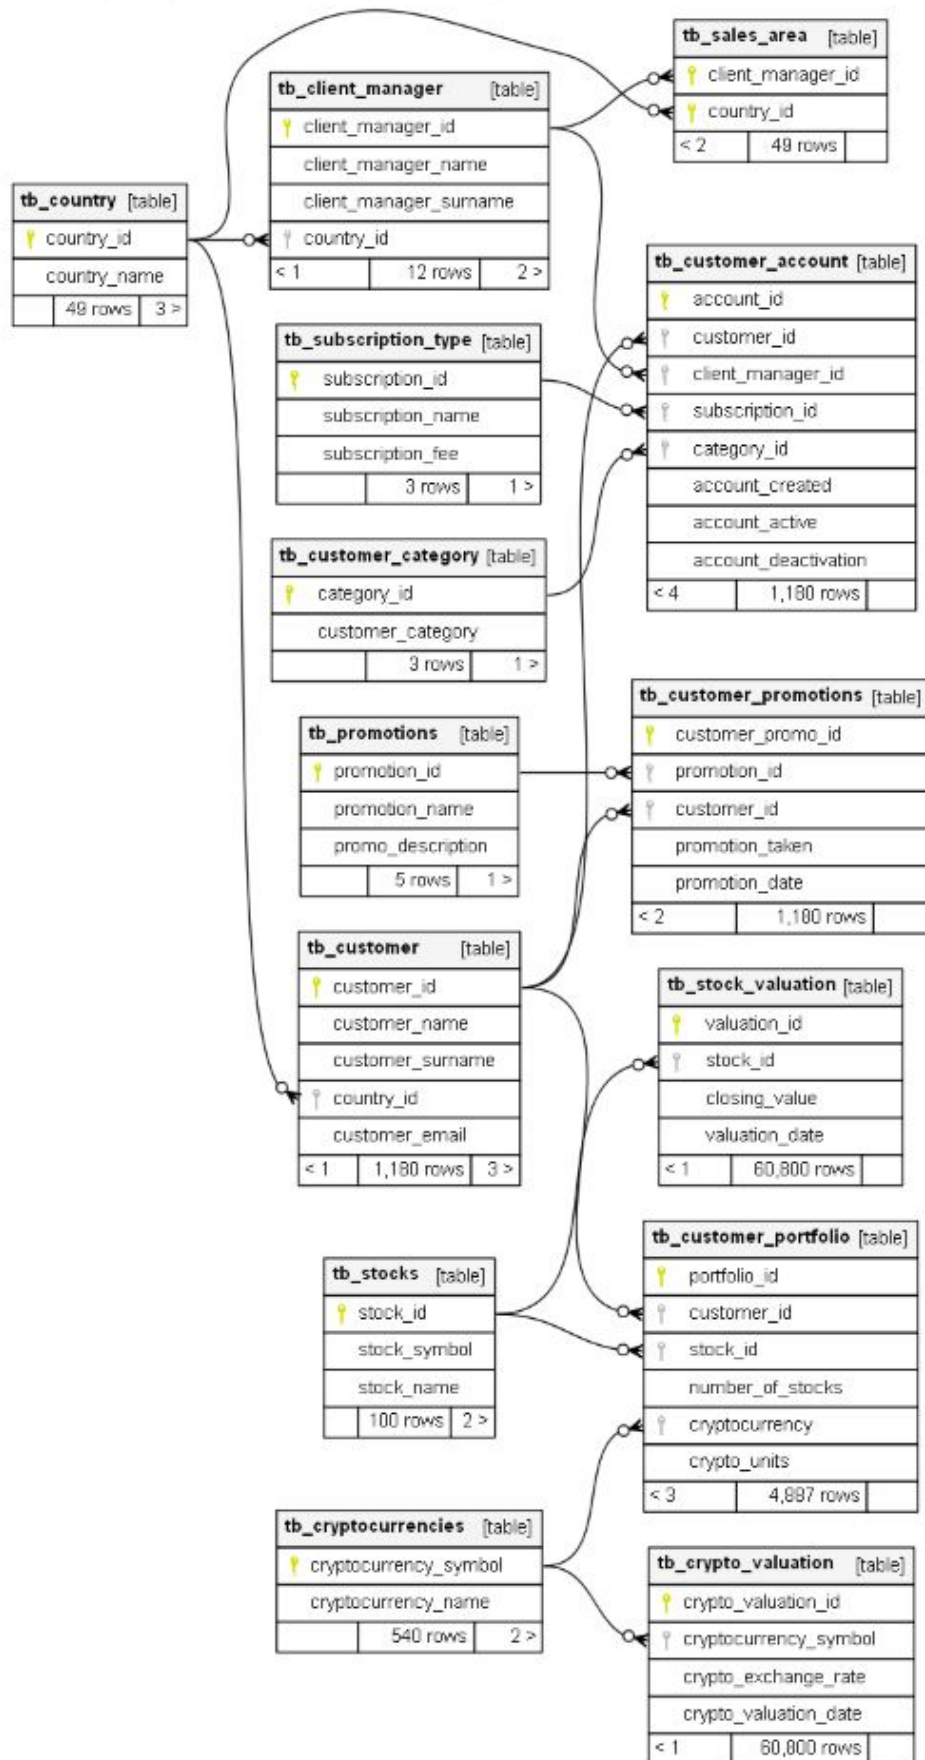 tb_sales_area [table]
client_manager_id
country_id
< 2 49 rows
tb_client_manager [table]
client_manager_id
client_manager_name
client_manager_surname
country_id
< 1 12 rows 2 >
tb_country [table]
country_id
country_name
49 rows 3 >
tb_customer_account [table]
account_id
customer_id
client_manager_id
subscription_id
category_id
account_created
account_active
account_deactivation
< 4 1,180 rows
tb_subscription_type [table]
subscription_id
subscription_name
subscription_fee
3 rows 1 >
tb_customer_category [table]
category_id
customer_category
3 rows 1 >
tb_customer_promotions [table]
customer_promo_id
promotion_id
customer_id
promotion_taken
promotion_date
< 2 1,180 rows
tb_promotions [table]
promotion_id
promotion_name
promo_description
5 rows 1 >
tb_customer [table]
customer_id
customer_name
customer_surname
country_id
customer_email
< 1 1,180 rows 3 >
tb_stock_valuation [table]
valuation_id
stock_id
closing_value
valuation_date
< 1 60,800 rows
tb_customer_portfolio [table]
portfolio_id
customer_id
stock_id
number_of_stocks
cryptocurrency
crypto_units
< 3 4,887 rows
tb_stocks [table]
stock_id
stock_symbol
stock_name
100 rows 2 >
tb_cryptocurrencies [table]
cryptocurrency_symbol
cryptocurrency_name
540 rows 2 >
tb_crypto_valuation [table]
crypto_valuation_id
cryptocurrency_symbol
crypto_exchange_rate
crypto_valuation_date
< 1 60,800 rows